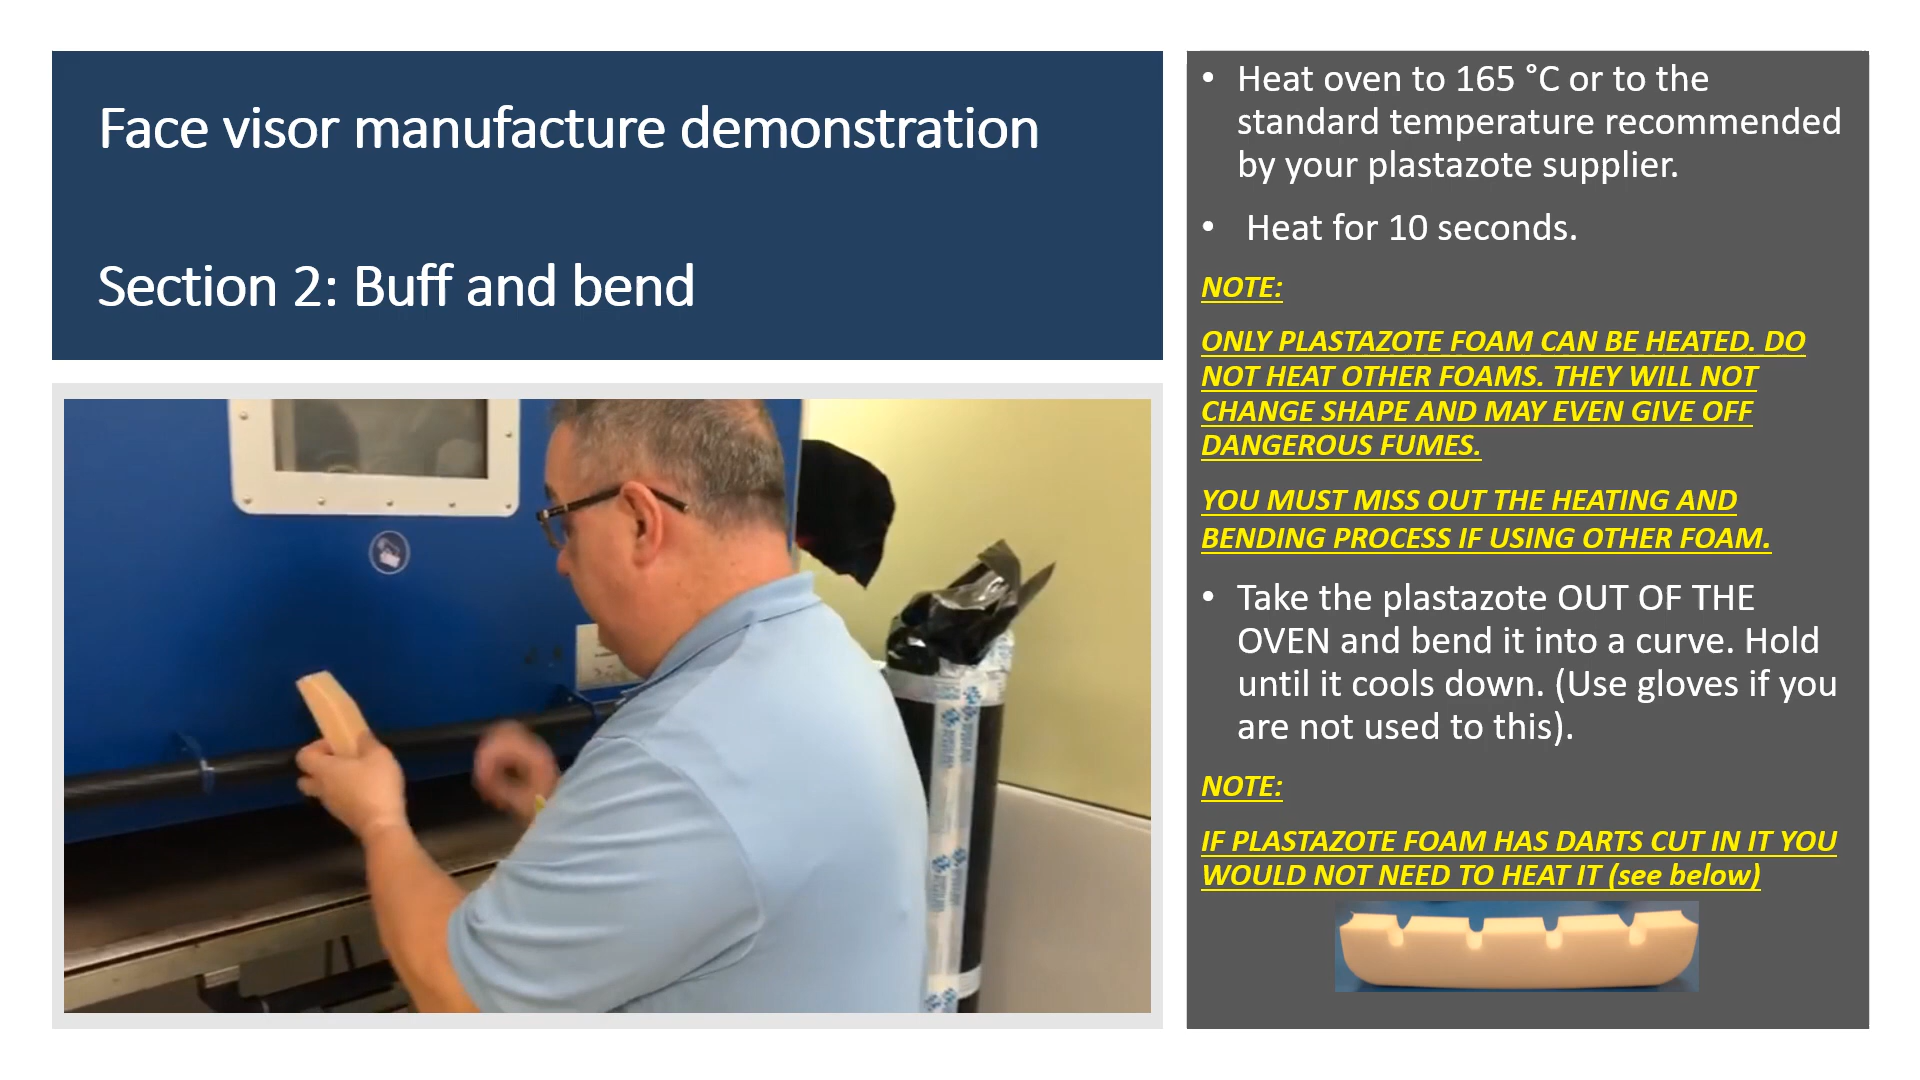 Face visor manufacture demonstration
Section 2: Buff and bend
• Heat oven to 165 °C or to the
standard temperature recommended
by your plastazote supplier.
• Heat for 10 seconds.
NOTE:
ONLY PLASTAZOTE FOAM CAN BE HEATED. DO
NOT HEAT OTHER FOAMS. THEY WILL NOT
CHANGE SHAPE AND MAY EVEN GIVE OFF
DANGEROUS FUMES.
YOU MUST MISS OUT THE HEATING AND
BENDING PROCESS IF USING OTHER FOAM.
• Take the plastazote OUT OF THE
OVEN and bend it into a curve. Hold
until it cools down. (Use gloves if you
are not used to this).
NOTE:
IF PLASTAZOTE FOAM HAS DARTS CUT IN IT YOU
WOULD NOT NEED TO HEAT IT (see below)